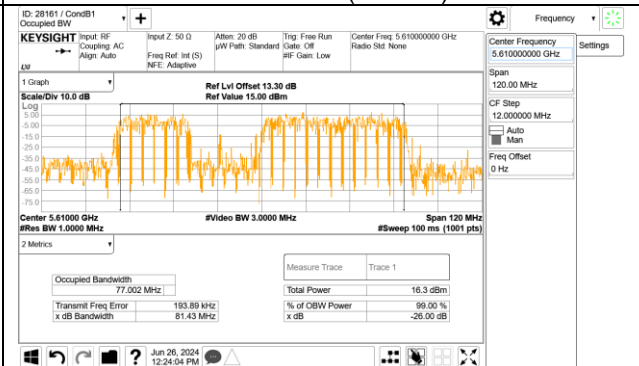 ID: 28161 / CondB1
Occupied BW
Frequency
KEYSIGHT Input: RF Input Z: 50 Ω Atten: 20 dB Trig: Free Run Center Freq: 5.610000000 GHz
Coupling: AC µW Path: Standard Gate: Off Radio Std: None
Align: Auto Freq Ref: Int (S) #IF Gain: Low
NFE: Adaptive
LXI
Center Frequency
5.610000000 GHz
Settings
Span
120.00 MHz
CF Step
12.000000 MHz
Auto
Man
Freq Offset
0 Hz
1 Graph
Ref Lvl Offset 13.30 dB
Scale/Div 10.0 dB Ref Value 15.00 dBm
Log
5.00
-5.00
-15.0
-25.0
-35.0
-45.0
-55.0
-65.0
-75.0
Center 5.61000 GHz #Video BW 3.0000 MHz Span 120 MHz
#Res BW 1.0000 MHz #Sweep 100 ms (1001 pts)
2 Metrics
Measure Trace Trace 1
Occupied Bandwidth
77.002 MHz Total Power 16.3 dBm
Transmit Freq Error 193.89 kHz % of OBW Power 99.00 %
x dB Bandwidth 81.43 MHz x dB -26.00 dB
Jun 26, 2024
12:24:04 PM